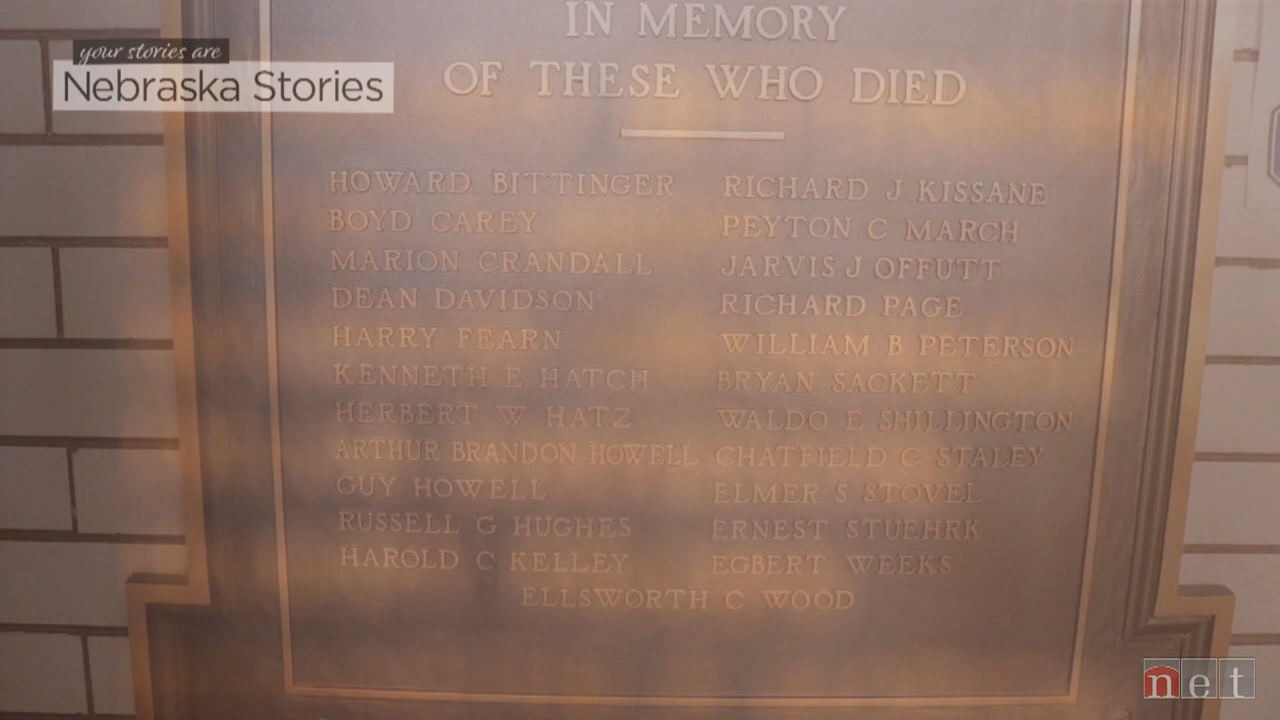 your stories are
Nebraska Stories
IN MEMORY
OF THESE WHO DIED
HOWARD BITTINGER
BOYD CAREY
MARION CRANDALL
DEAN DAVIDSON
HARRY FEARN
KENNETH E HATCH
HERBERT W HATZ
ARTHUR BRANDON HOWELL
GUY HOWELL
RUSSELL G HUGHES
HAROLD C KELLEY
RICHARD J KISSANE
PEYTON C MARCH
JARVIS J OFFUTT
RICHARD PAGE
WILLIAM B PETERSON
BRYAN SACKETT
WALDO E SHILLINGTON
CHATFIELD C STALEY
ELMER S STOVEL
ERNEST STUEHRK
EGBERT WEEKS
ELLSWORTH C WOOD
net